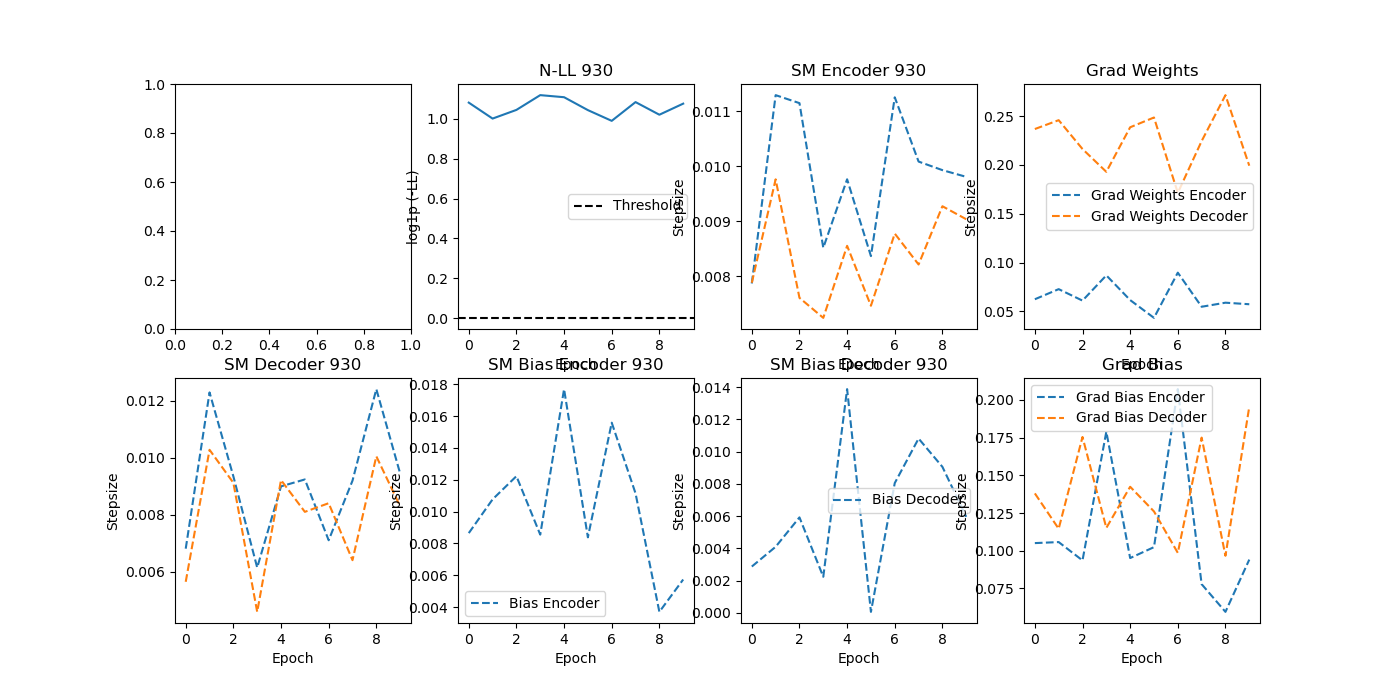 N-LL 930
SM Encoder 930
Grad Weights
1.0
0.8
0.6
0.4
0.2
0.0
0.0 0.2 0.4 0.6 0.8 1.0
log1p (-LL)
1.0
0.8
0.6
0.4
0.2
0.0
Threshold
0 2 4 6 8
Epoch
Stepsize
0.011
0.010
0.009
0.008
0 2 4 6 8
Epoch
Stepsize
0.25
0.20
0.15
0.10
0.05
Grad Weights Encoder
Grad Weights Decoder
0 2 4 6 8
Epoch
SM Decoder 930
SM Bias Encoder 930
SM Bias Decoder 930
Grad Bias
Stepsize
0.012
0.010
0.008
0.006
0 2 4 6 8
Epoch
Stepsize
0.018
0.016
0.014
0.012
0.010
0.008
0.006
0.004
Bias Encoder
0 2 4 6 8
Epoch
Stepsize
0.014
0.012
0.010
0.008
0.006
0.004
0.002
0.000
Bias Decoder
0 2 4 6 8
Epoch
Stepsize
0.200
0.175
0.150
0.125
0.100
0.075
Grad Bias Encoder
Grad Bias Decoder
0 2 4 6 8
Epoch